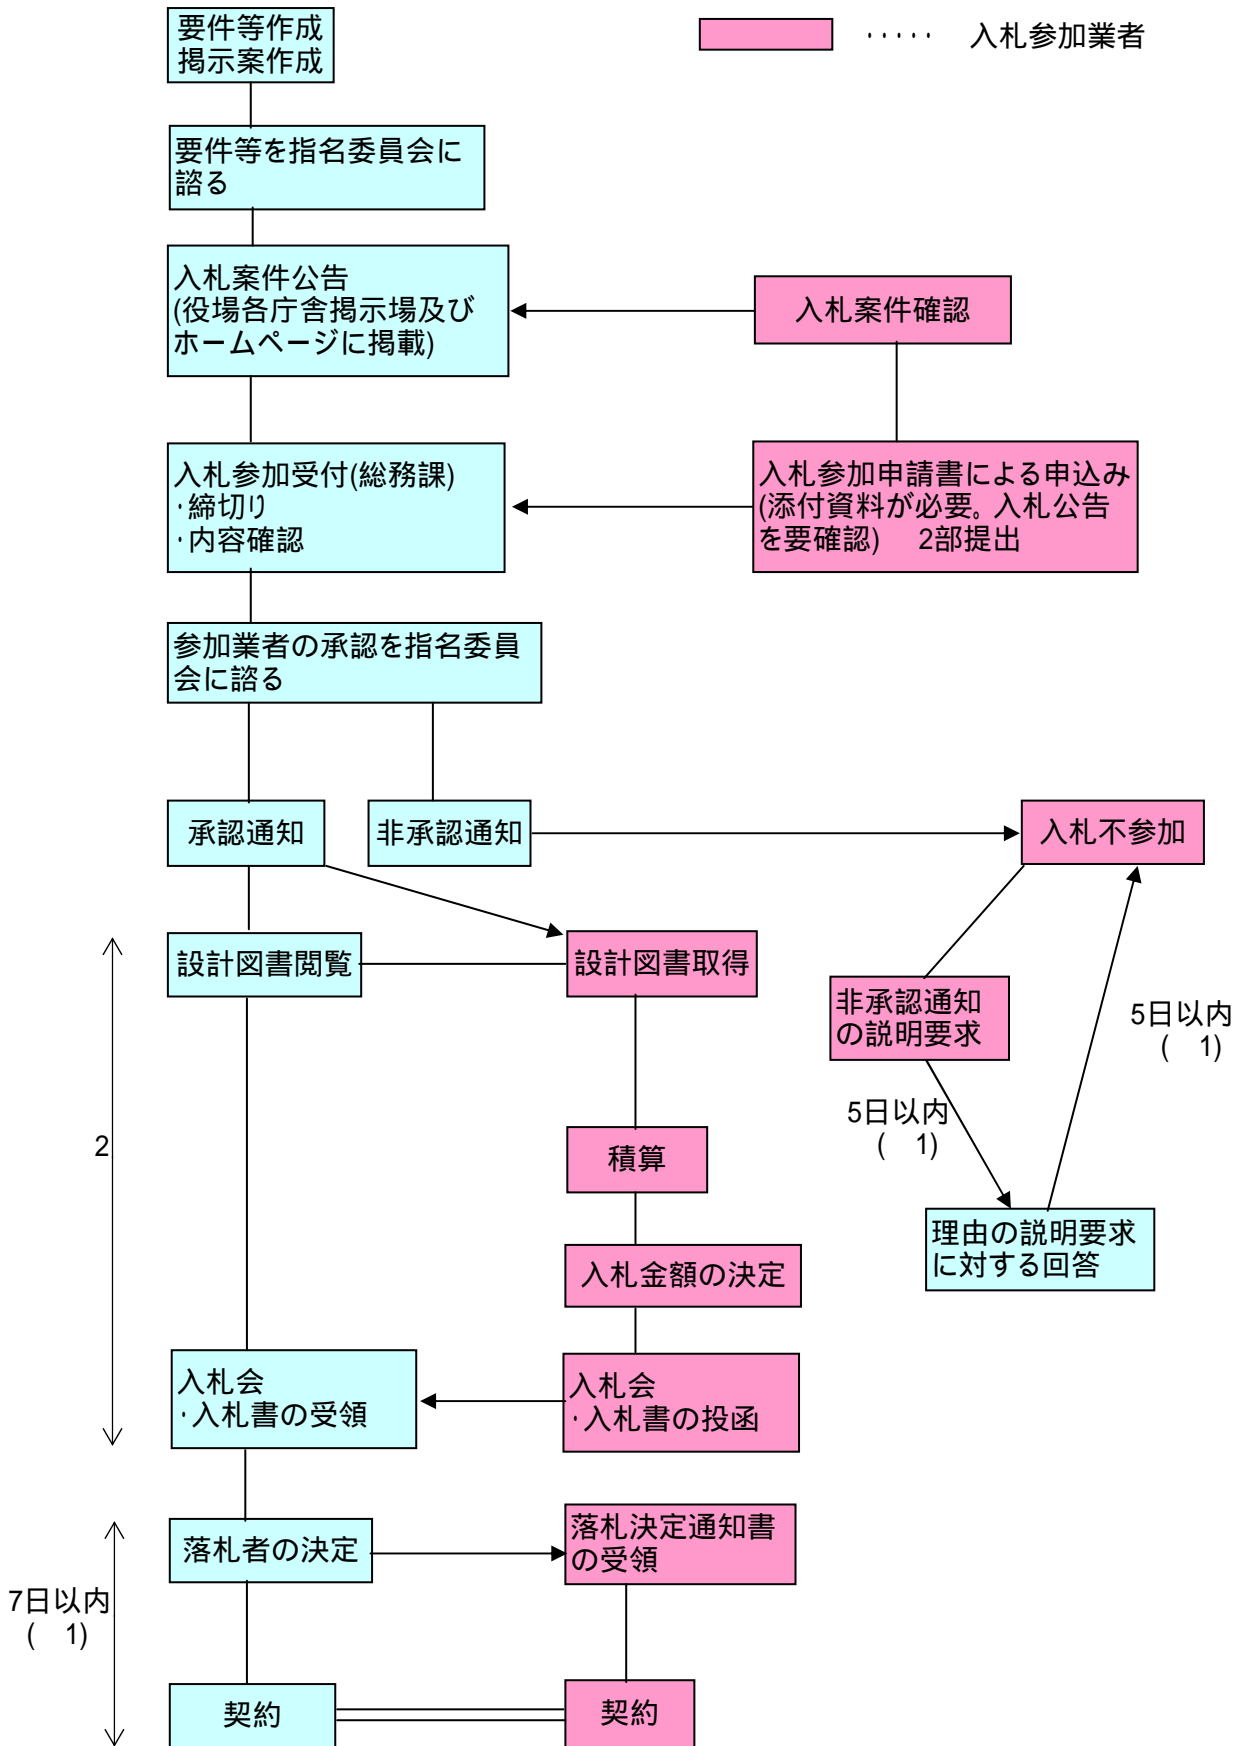 要件等作成
掲示案作成
····· 入札参加業者
要件等を指名委員会に
諮る
入札案件公告
(役場各庁舎掲示場及び
ホームページに掲載)
入札案件確認
入札参加受付(総務課)
·締切り
·内容確認
入札参加申請書による申込み
(添付資料が必要。入札公告
を要確認) 2部提出
参加業者の承認を指名委員
会に諮る
承認通知
非承認通知
入札不参加
設計図書閲覧
設計図書取得
非承認通知
の説明要求
5日以内
( 1)
5日以内
( 1)
2
積算
理由の説明要求
に対する回答
入札金額の決定
入札会
·入札書の受領
入札会
·入札書の投函
落札者の決定
落札決定通知書
の受領
7日以内
( 1)
契約
契約